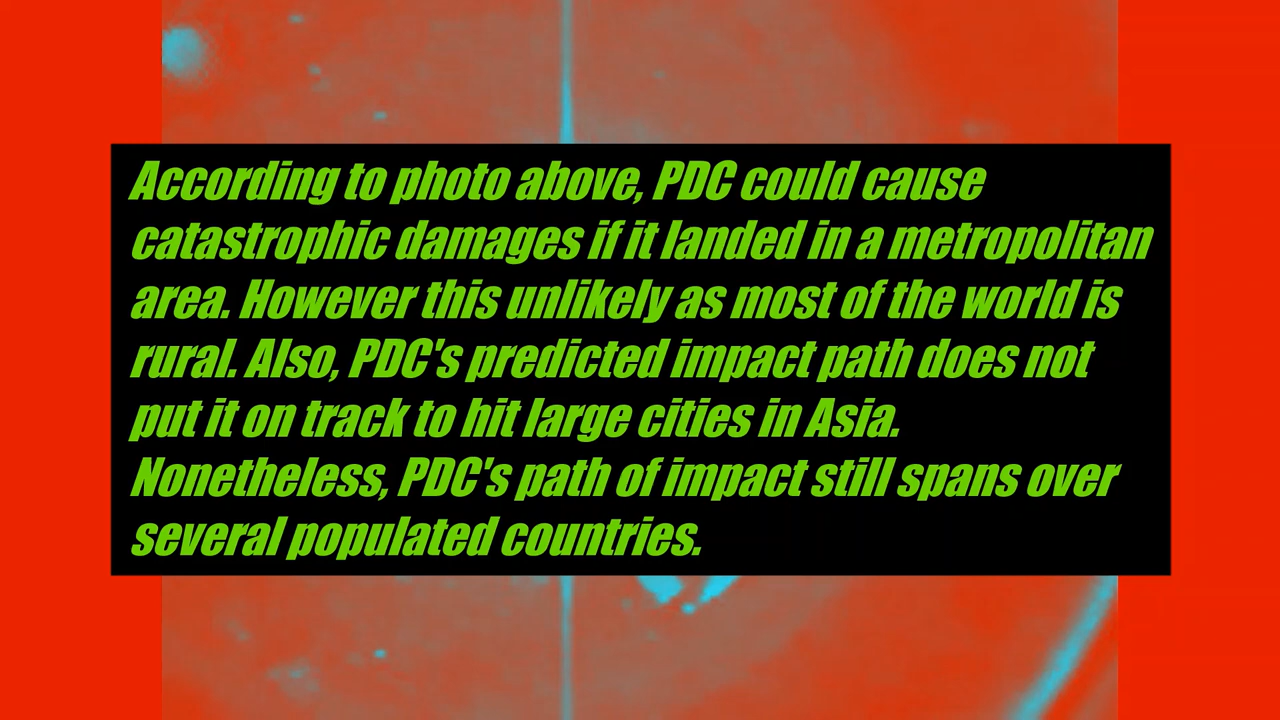 According to photo above, PDC could cause
catastrophic damages if it landed in a metropolitan
area. However this unlikely as most of the world is
rural. Also, PDC's predicted impact path does not
put it on track to hit large cities in Asia.
Nonetheless, PDC's path of impact still spans over
several populated countries.